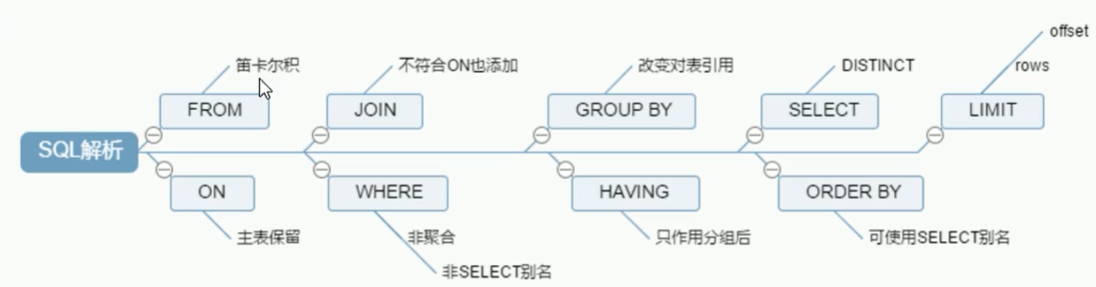 offset
笛卡尔积
不符合ON也添加
改变对表引用
DISTINCT
rows
FROM
JOIN
GROUP BY
SELECT
LIMIT
SQL解析
ON
WHERE
HAVING
ORDER BY
主表保留
非聚合
只作用分组后
可使用SELECT别名
非SELECT别名